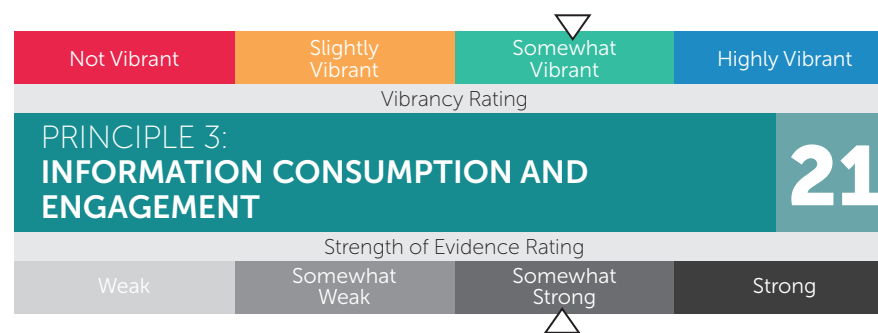 Not Vibrant
Slightly
Vibrant
Somewhat
Vibrant
Highly Vibrant
Vibrancy Rating
PRINCIPLE 3:
INFORMATION CONSUMPTION AND
ENGAGEMENT
21
Strength of Evidence Rating
Weak
Somewhat
Weak
Somewhat
Strong
Strong